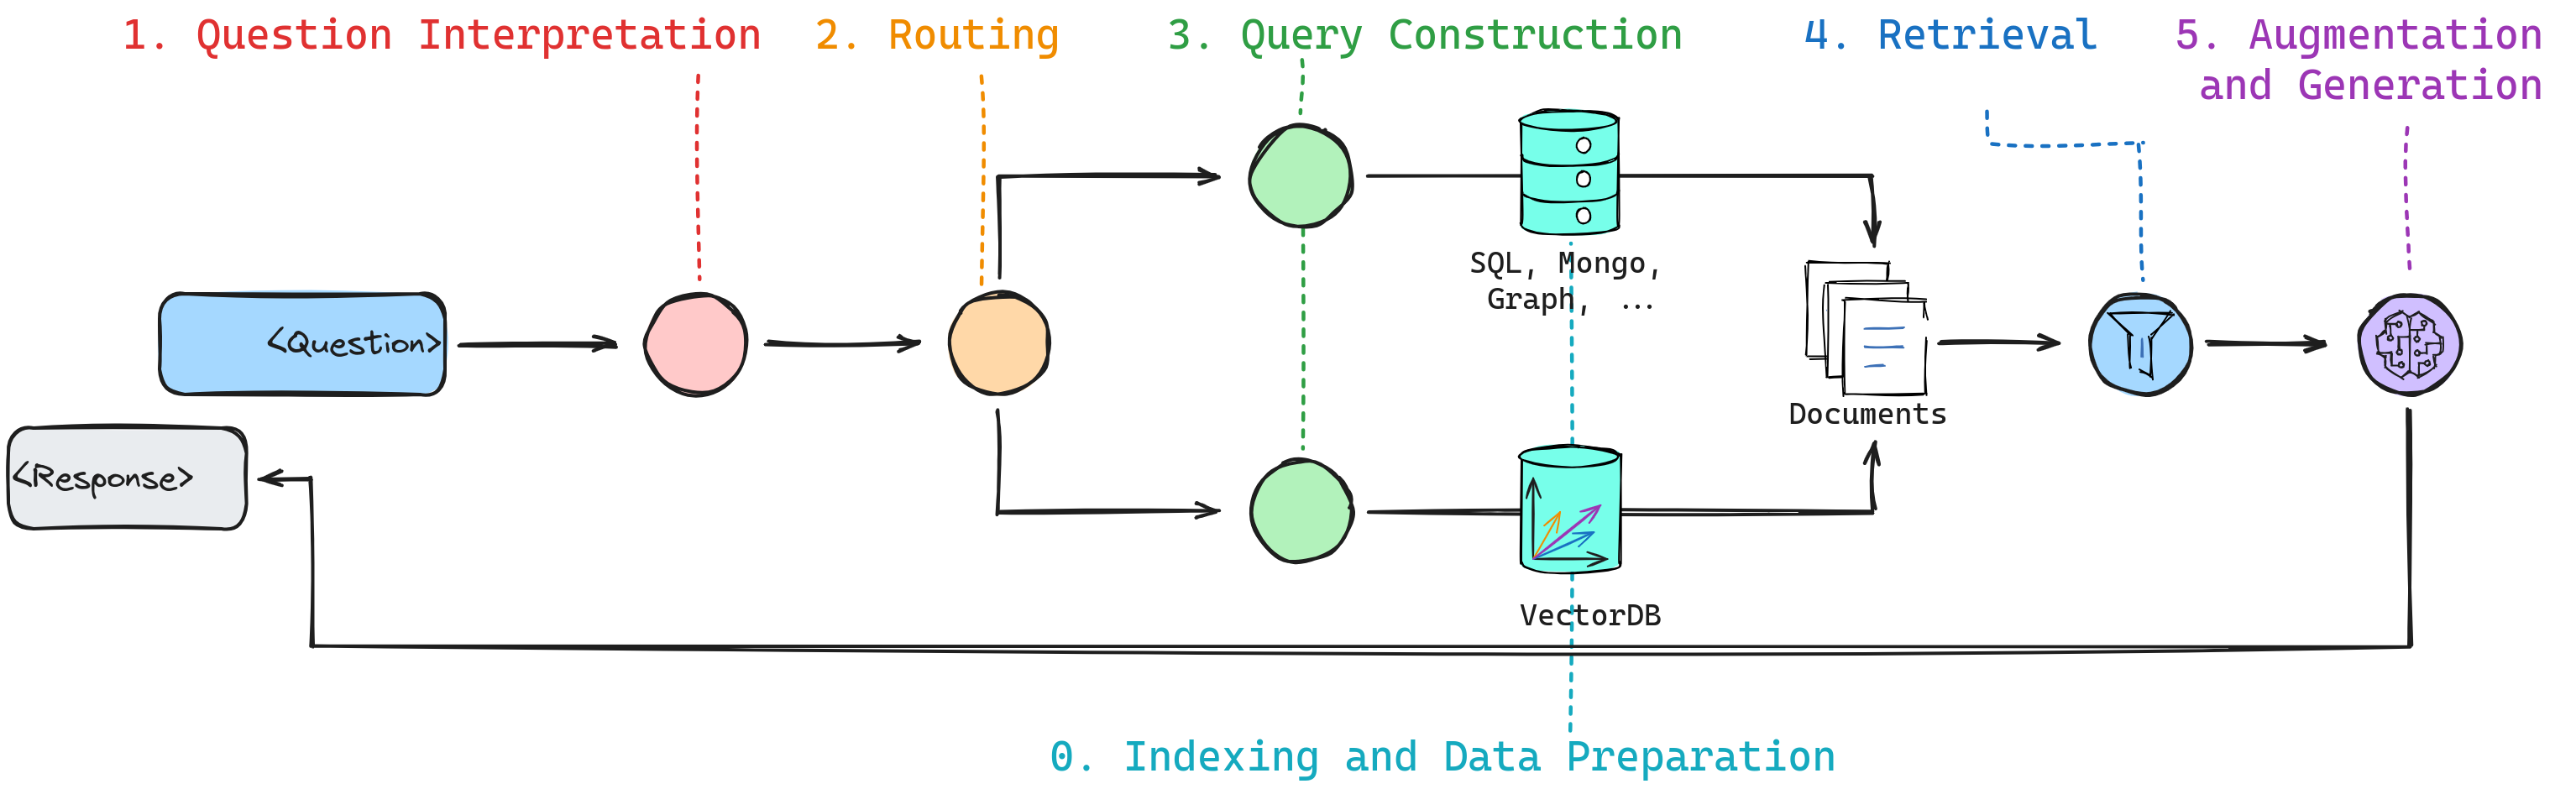 1. Question Interpretation
2. Routing
3. Query Construction
4. Retrieval
5. Augmentation
and Generation
SQL, Mongo,
Graph, ...
<Question>
Documents
<Response>
VectorDB
0. Indexing and Data Preparation